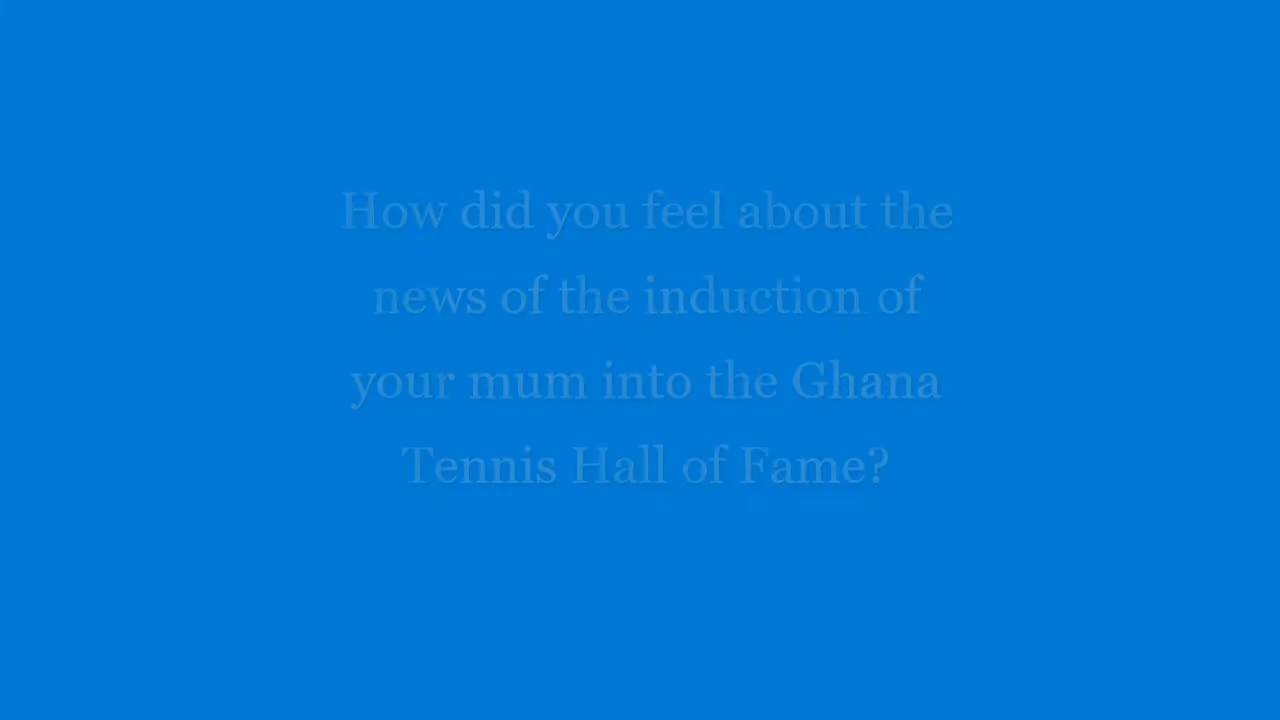 How did you feel about the
news of the induction of
your mum into the Ghana
Tennis Hall of Fame?